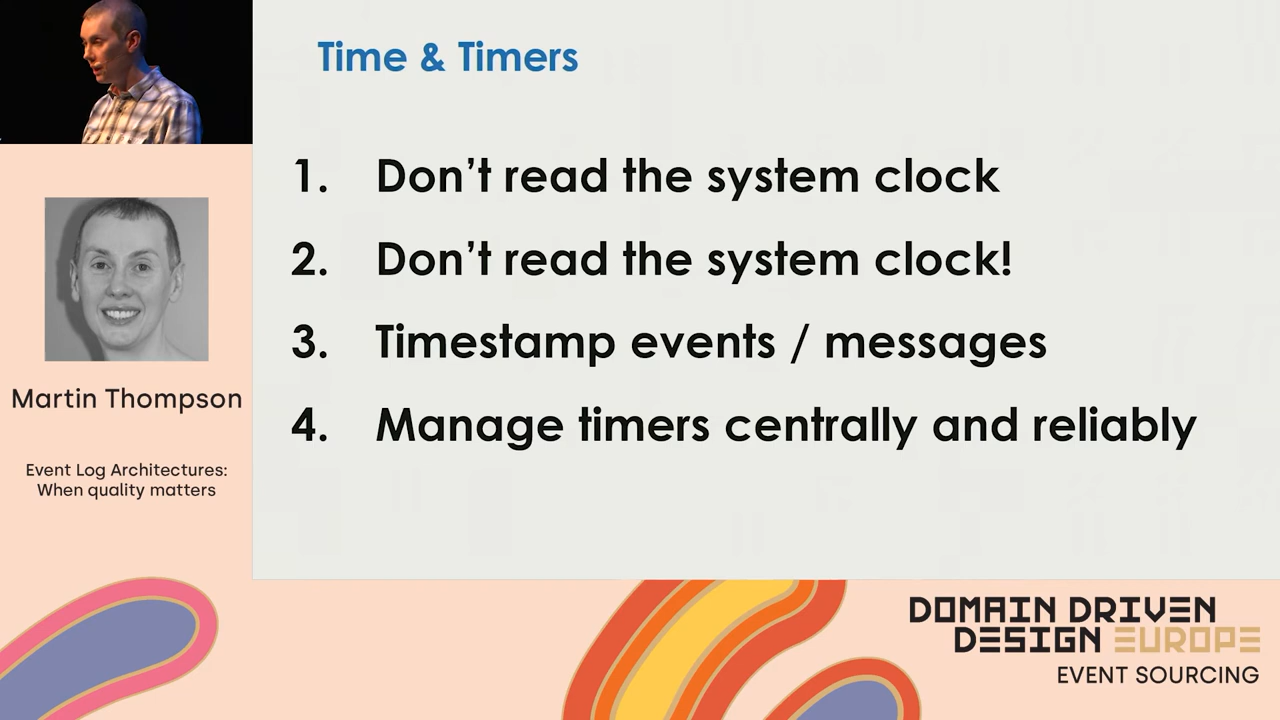 Time & Timers
1. Don't read the system clock
2. Don't read the system clock!
3. Timestamp events / messages
4. Manage timers centrally and reliably
Martin Thompson
Event Log Architectures:
When quality matters
DOMAIN DRIVEN
DESIGN EUROPE
EVENT SOURCING